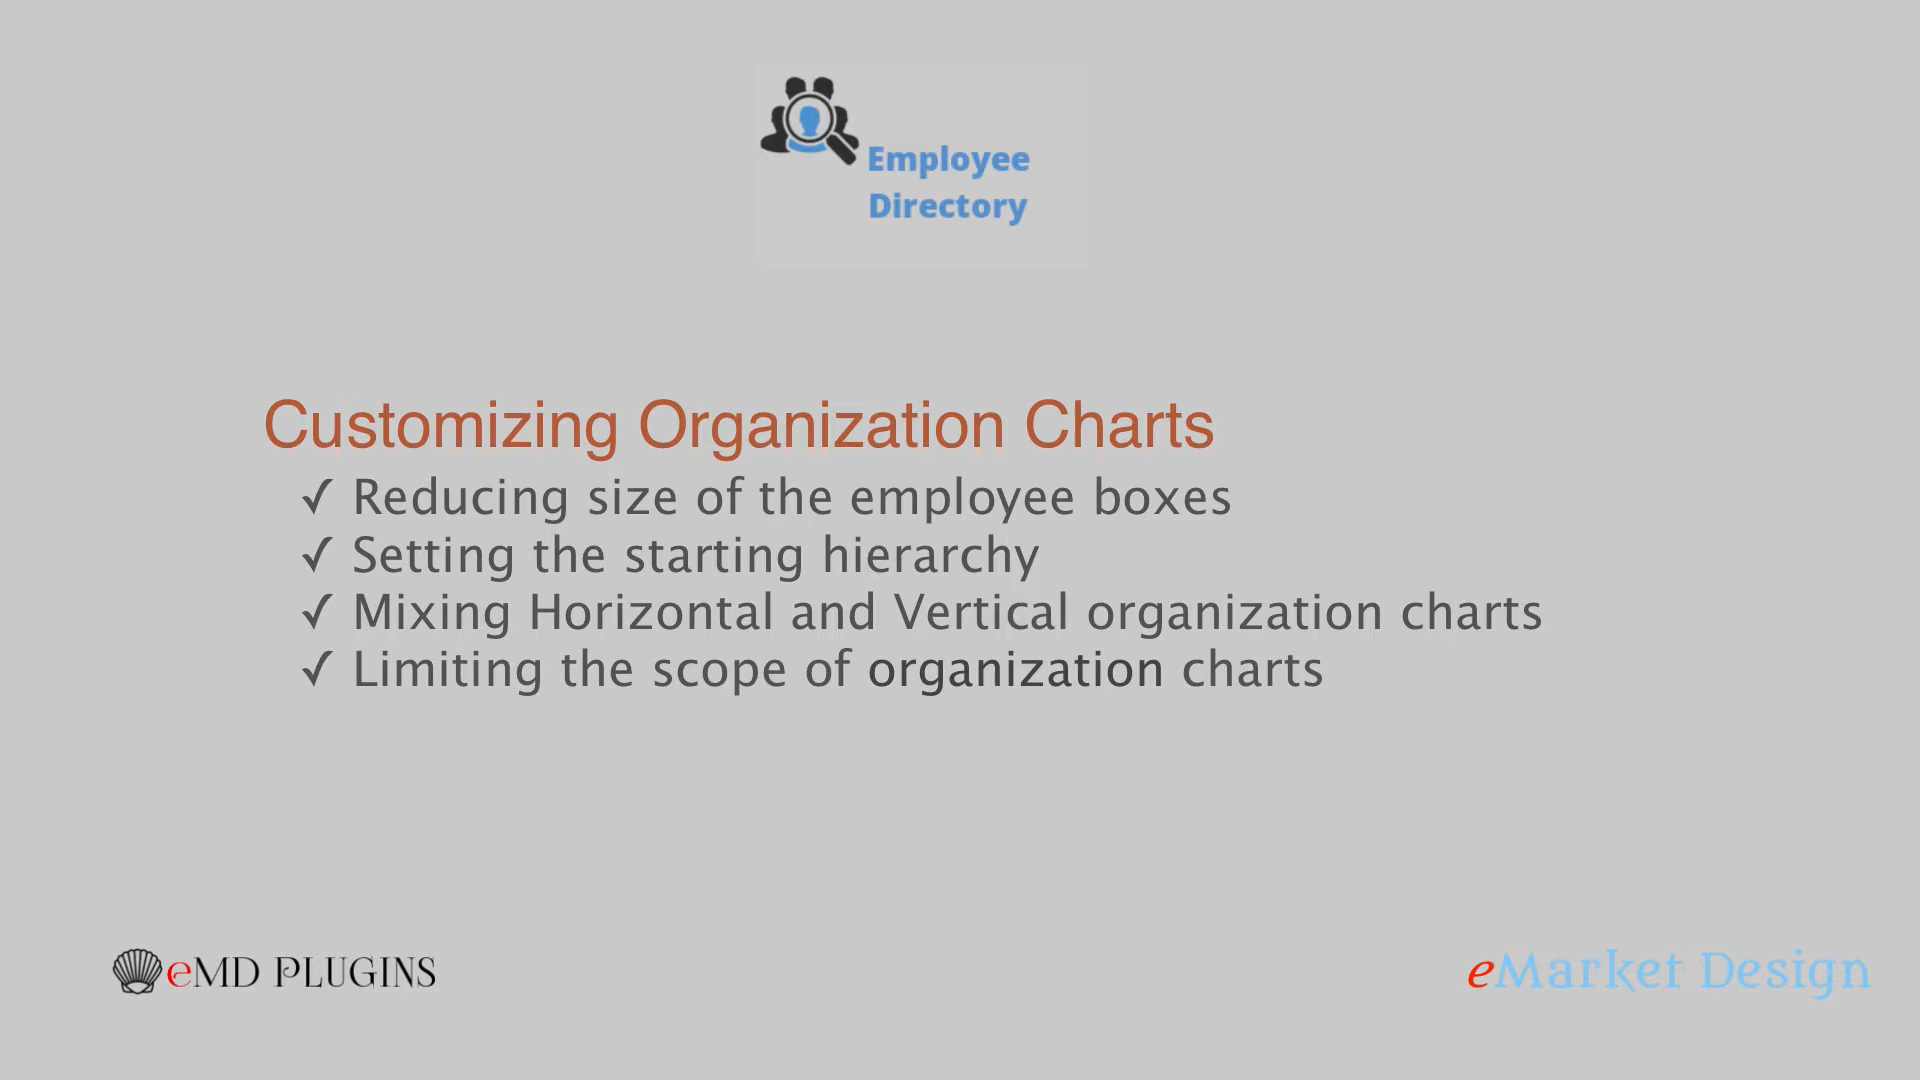 Employee
Directory
Customizing Organization Charts
✓ Reducing size of the employee boxes
✓ Setting the starting hierarchy
✓ Mixing Horizontal and Vertical organization charts
✓ Limiting the scope of organization charts
eMD PLUGINS
eMarket Design